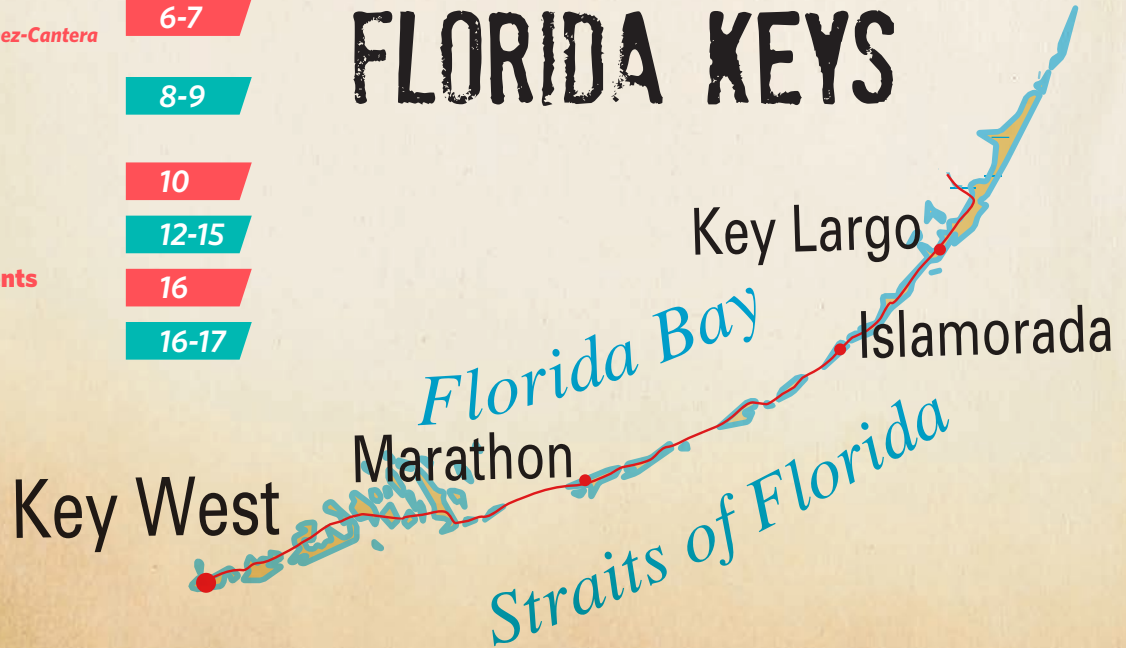 ez-Cantera
6-7
8-9
10
12-15
nts
16
16-17
FLORIDA KEYS
Key Largo
Islamorada
Florida Bay
Marathon
Straits of Florida
Key West